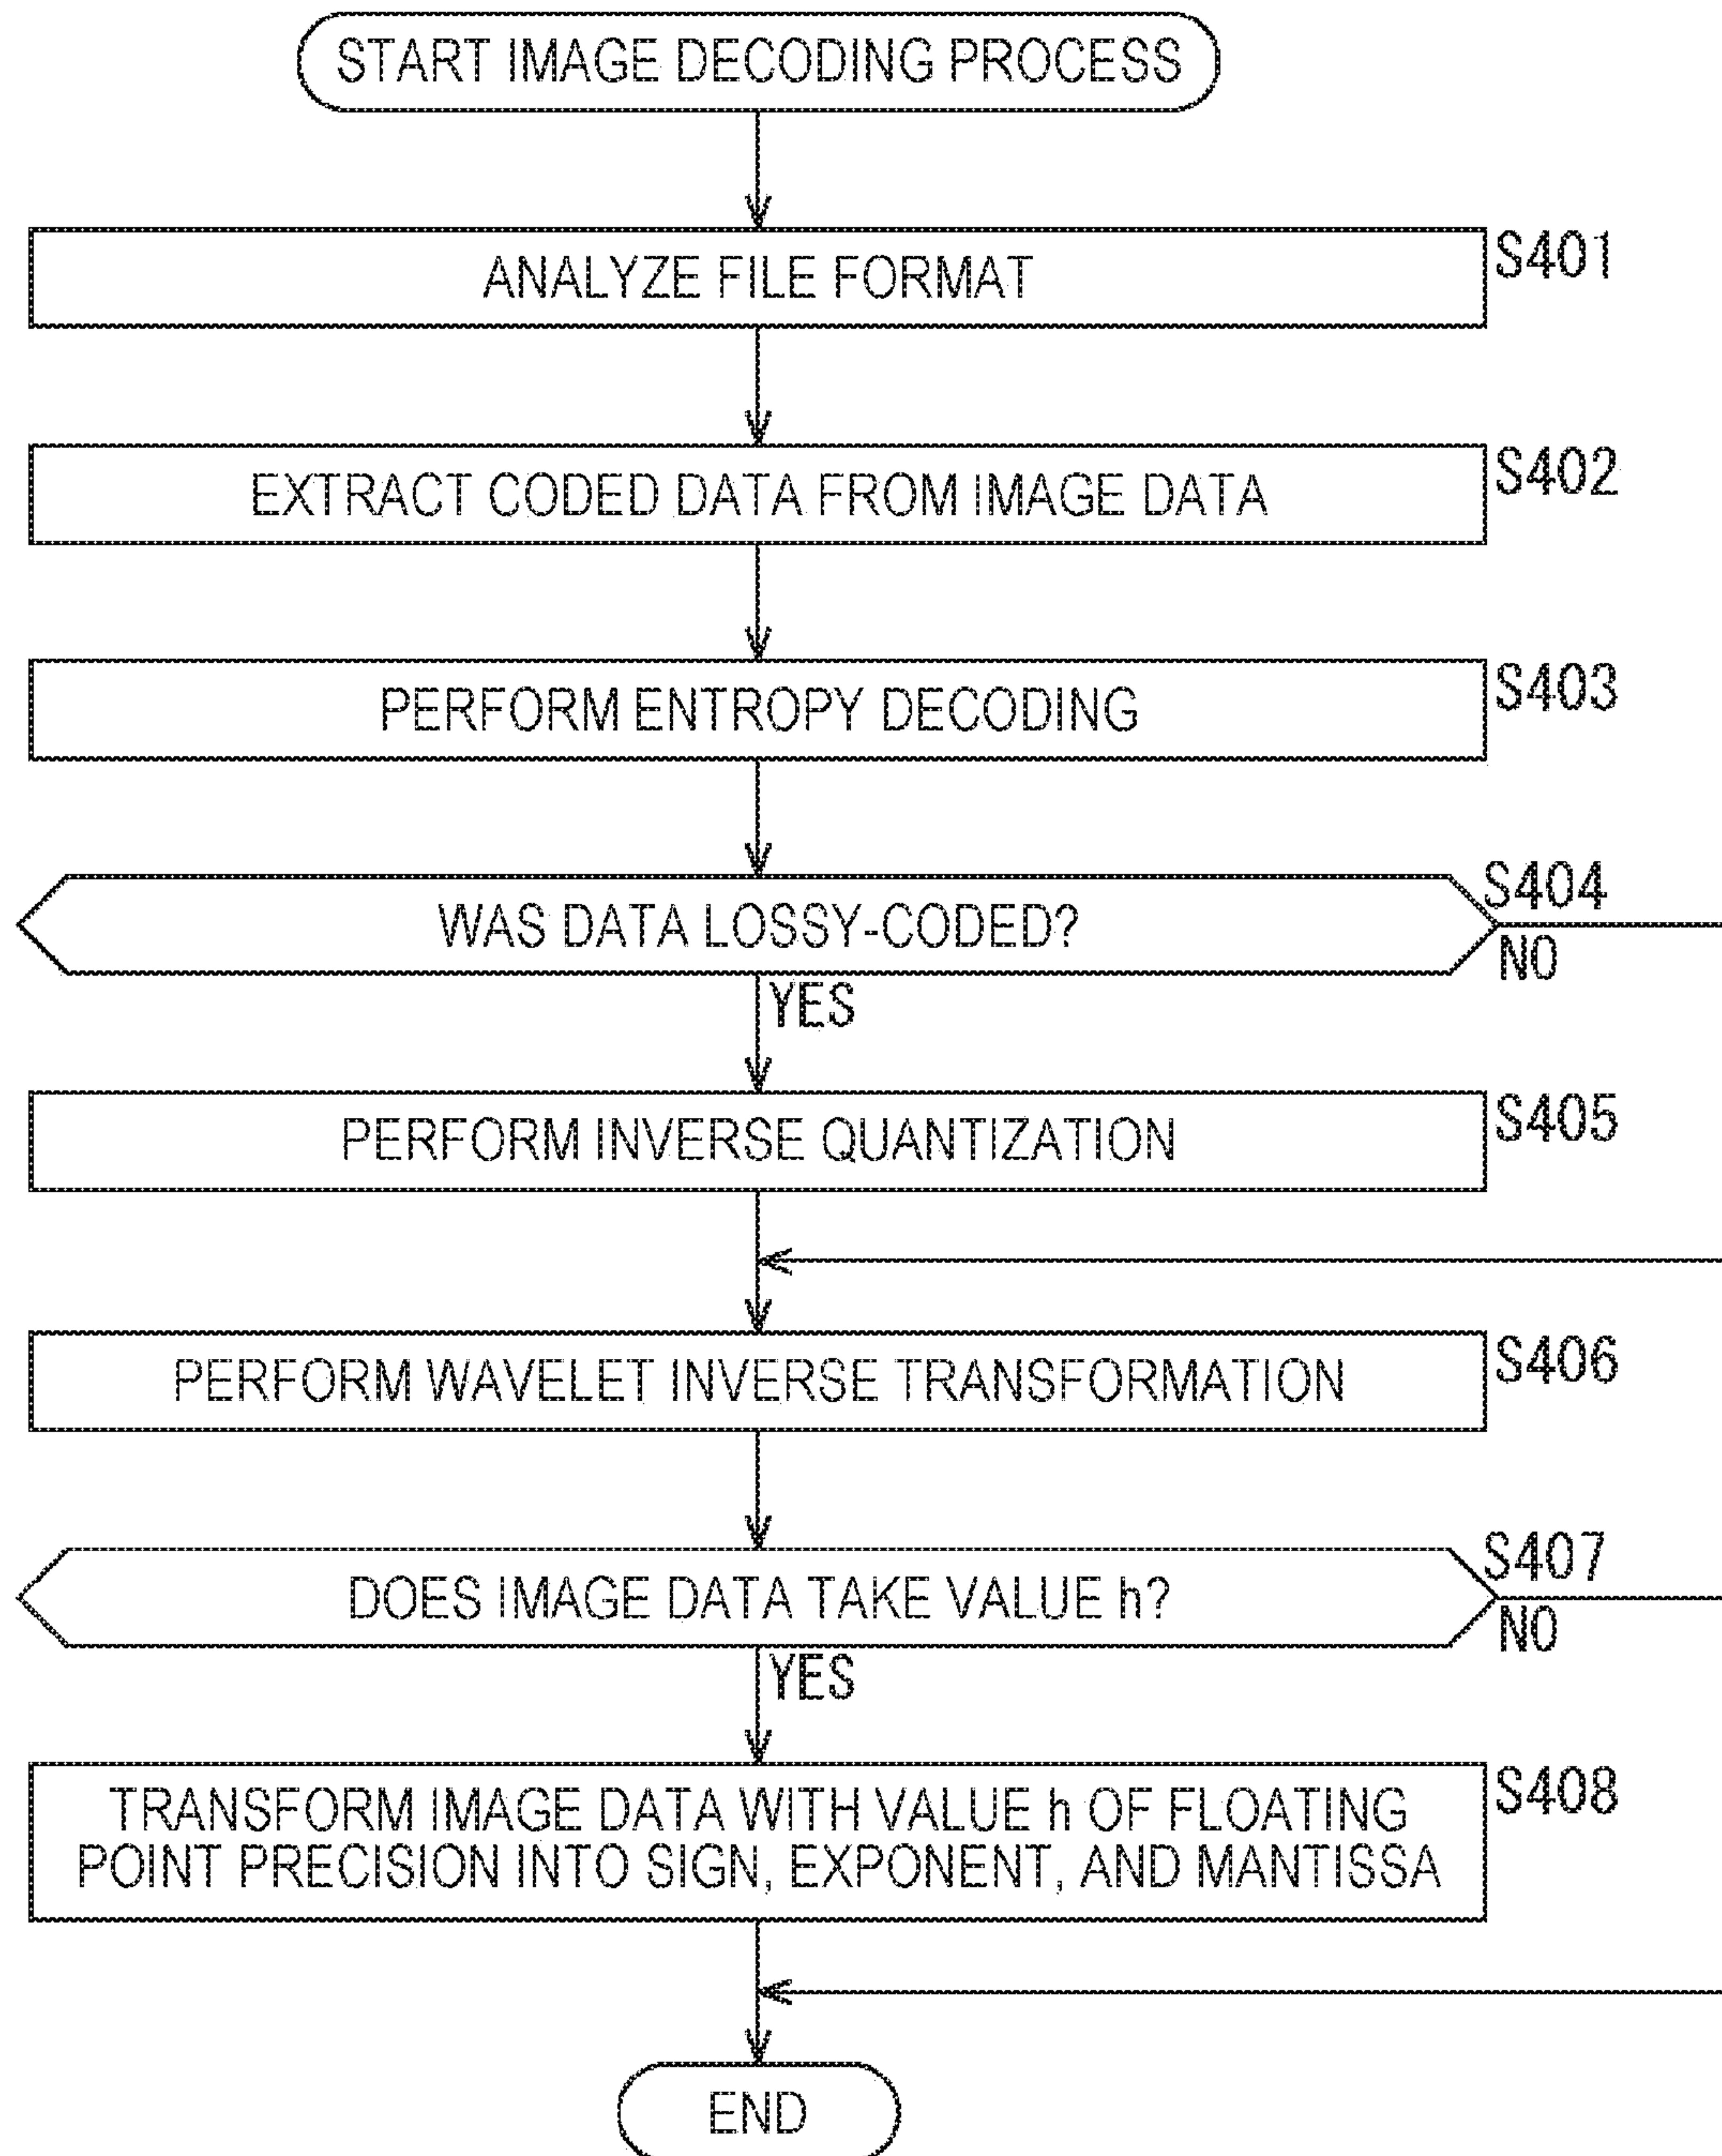 START IMAGE DECODING PROCESS
ANALYZE FILE FORMAT
S401
EXTRACT CODED DATA FROM IMAGE DATA
S402
PERFORM ENTROPY DECODING
S403
WAS DATA LOSSY-CODED?
S404
NO
YES
PERFORM INVERSE QUANTIZATION
S405
PERFORM WAVELET INVERSE TRANSFORMATION
S406
DOES IMAGE DATA TAKE VALUE h?
S407
NO
YES
TRANSFORM IMAGE DATA WITH VALUE h OF FLOATING
POINT PRECISION INTO SIGN, EXPONENT, AND MANTISSA
S408
END